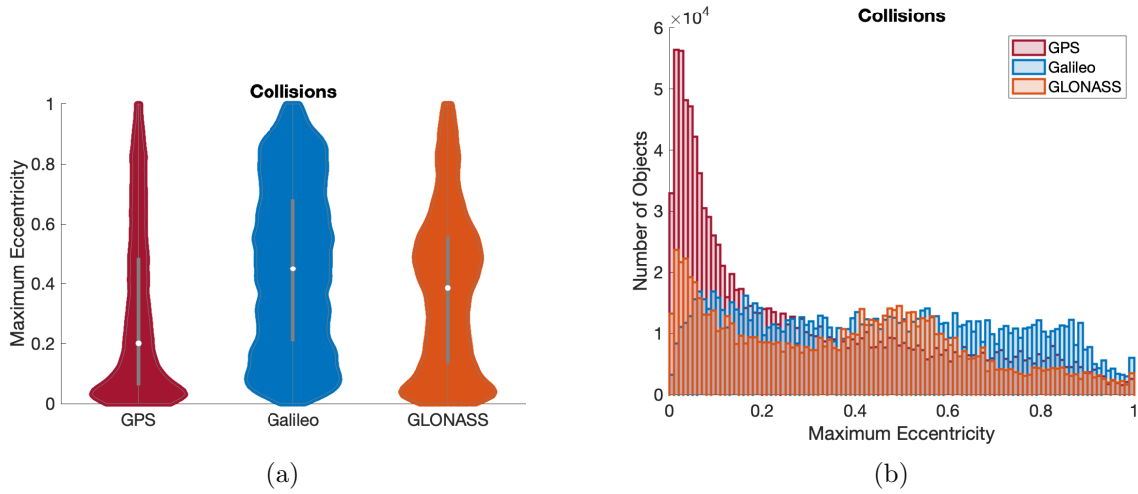 Collisions
Maximum Eccentricity
1
0.8
0.6
0.4
0.2
0
GPS
Galileo
GLONASS
(a)
Collisions
×10⁴
Number of Objects
6
5
4
3
2
1
0
GPS
Galileo
GLONASS
0
0.2
0.4
0.6
0.8
1
Maximum Eccentricity
(b)